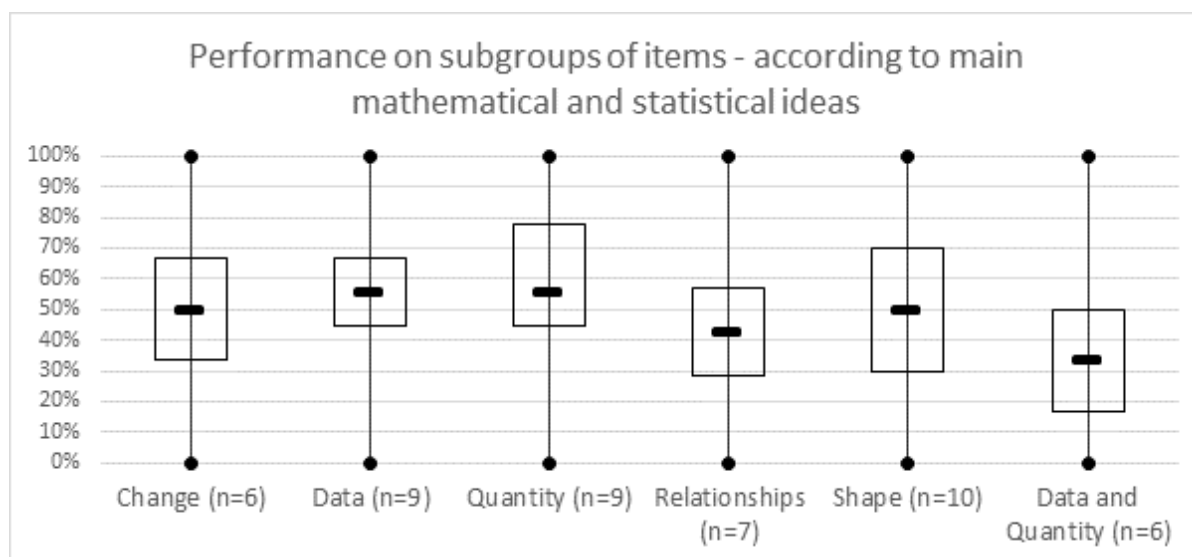 Performance on subgroups of items - according to main
mathematical and statistical ideas
100%
90%
80%
70%
60%
50%
40%
30%
20%
10%
0%
Change (n=6)
Data (n=9)
Quantity (n=9)
Relationships
(n=7)
Shape (n=10)
Data and
Quantity (n=6)